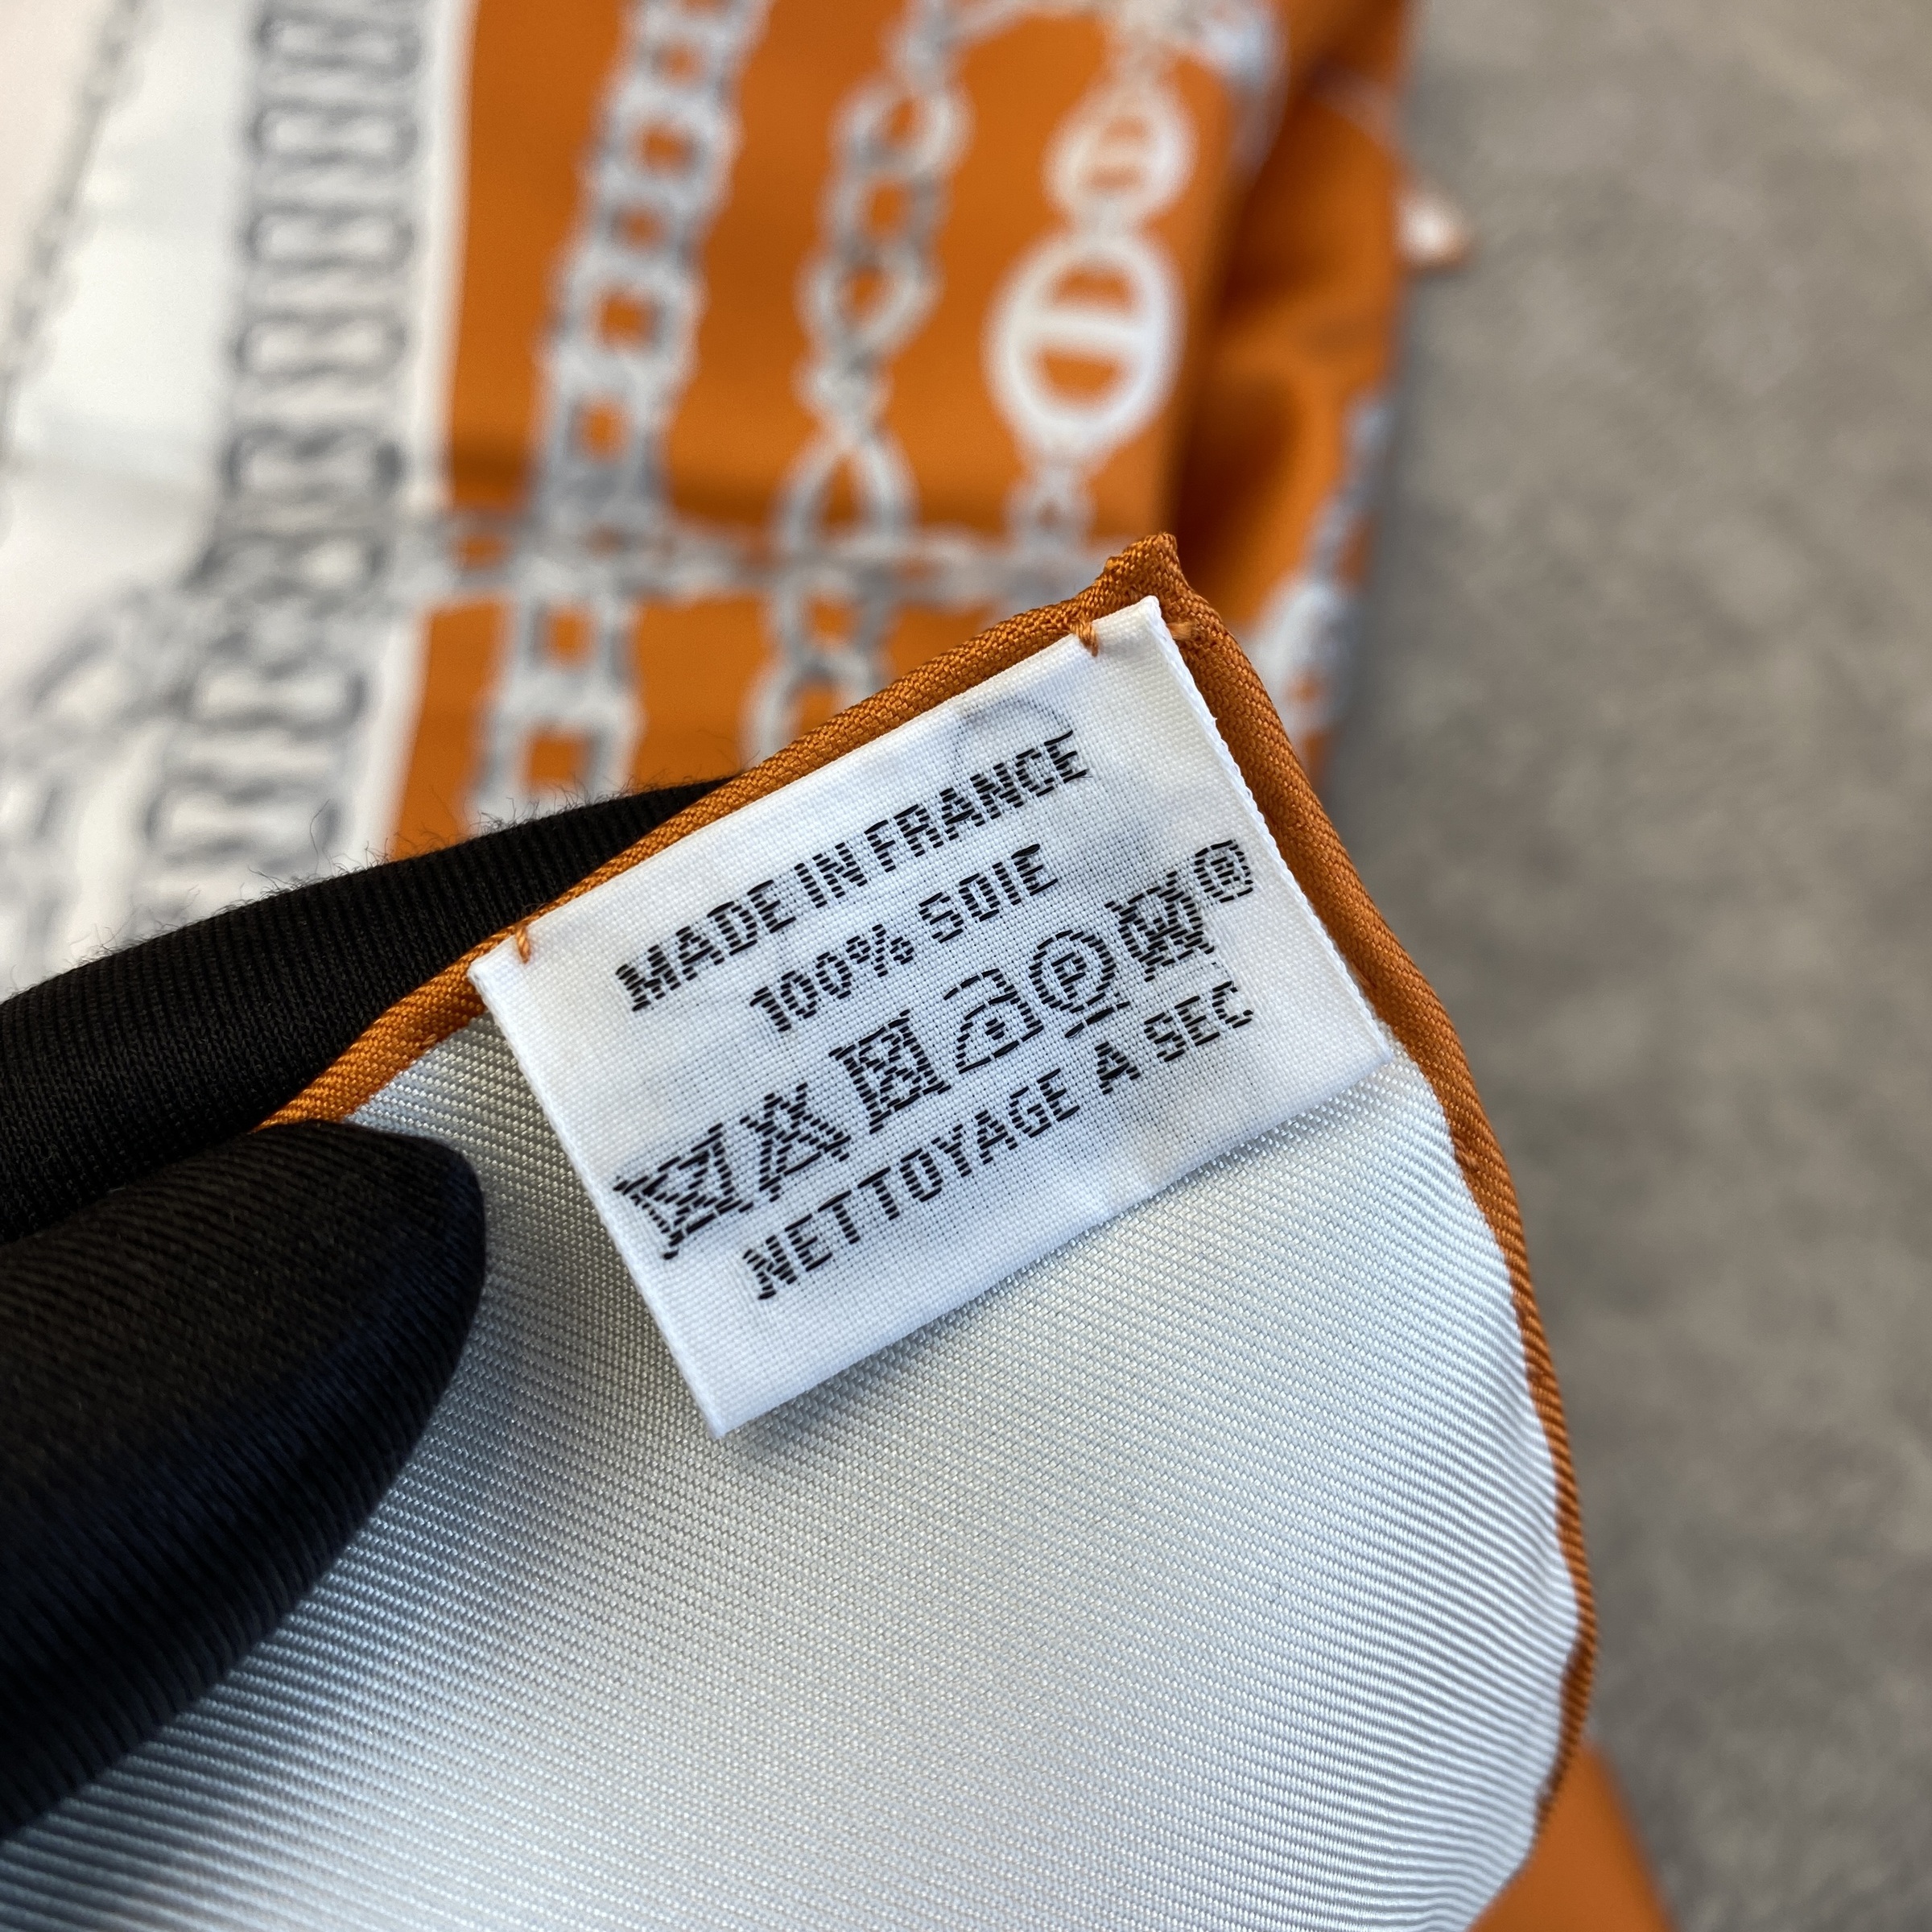 MADE IN FRANCE
100% SOIE
P ®
NETTOYAGE A SEC